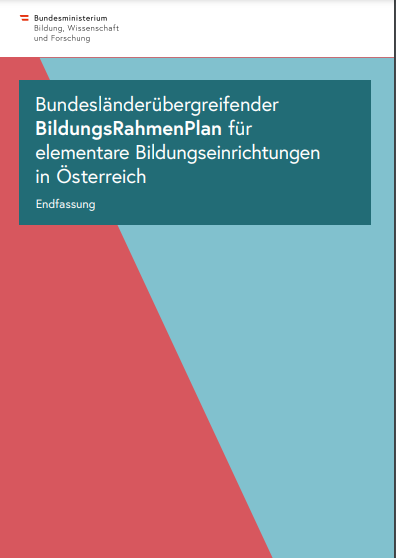 Bundesministerium
Bildung, Wissenschaft
und Forschung
Bundesländerübergreifender
BildungsRahmenPlan für
elementare Bildungseinrichtungen
in Österreich
Endfassung